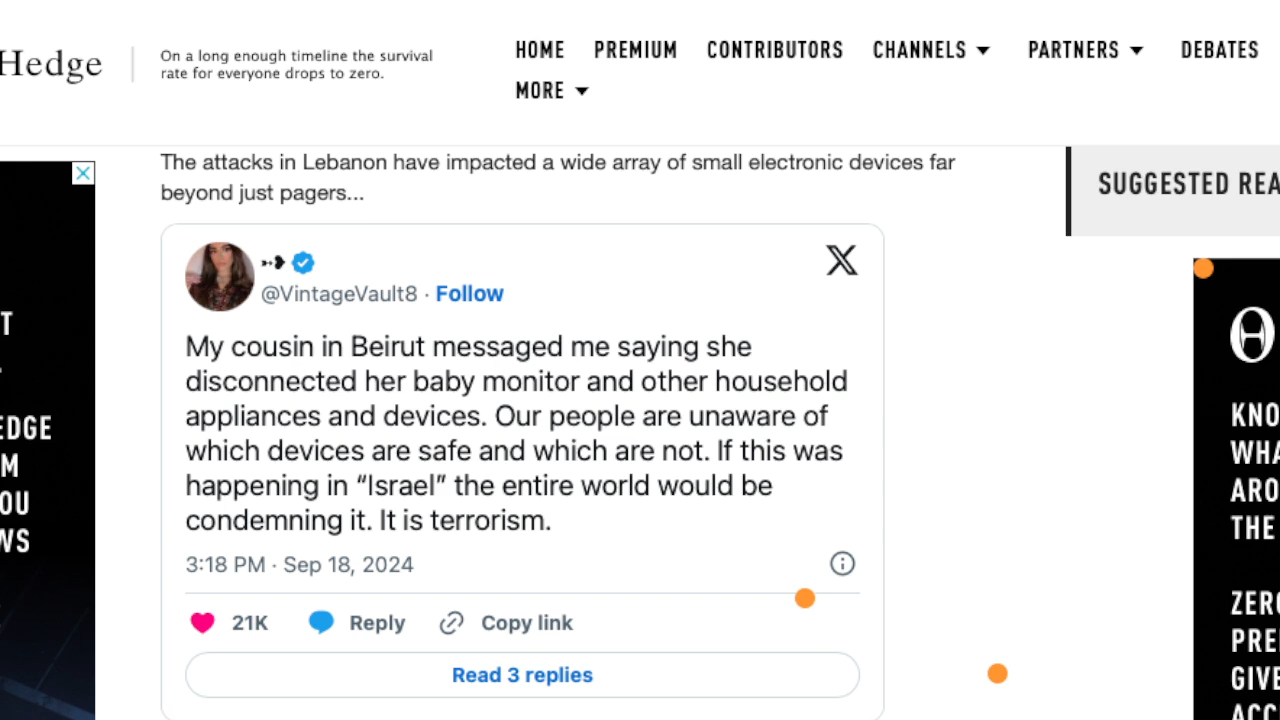 Hedge
On a long enough timeline the survival
rate for everyone drops to zero.
HOME PREMIUM CONTRIBUTORS CHANNELS PARTNERS DEBATES
MORE
The attacks in Lebanon have impacted a wide array of small electronic devices far
beyond just pagers...
SUGGESTED REA
@VintageVault8 · Follow
My cousin in Beirut messaged me saying she
disconnected her baby monitor and other household
appliances and devices. Our people are unaware of
which devices are safe and which are not. If this was
happening in “Israel” the entire world would be
condemning it. It is terrorism.
3:18 PM · Sep 18, 2024
21K Reply Copy link
Read 3 replies
T
EDGE
M
OU
WS
KNO
WHA
ARO
THE
ZERO
PRE
GIVE
ACC